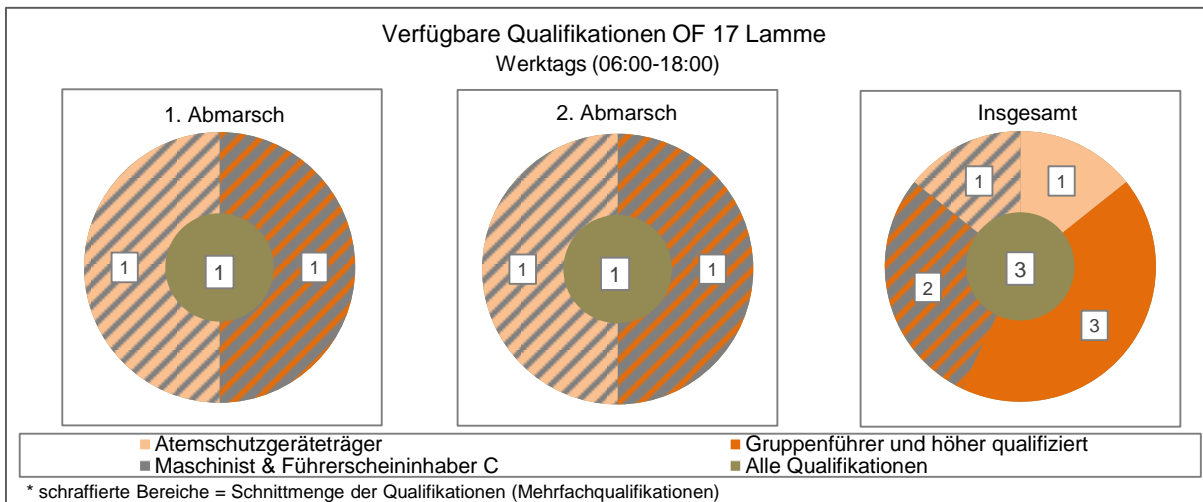 Verfügbare Qualifikationen OF 17 Lamme
Werktags (06:00-18:00)
1. Abmarsch
1
1
1
2. Abmarsch
1
1
1
Insgesamt
1
1
3
2
3
Atemschutzgeräteträger
Gruppenführer und höher qualifiziert
Maschinist & Führerscheininhaber C
Alle Qualifikationen
* schraffierte Bereiche = Schnittmenge der Qualifikationen (Mehrfachqualifikationen)